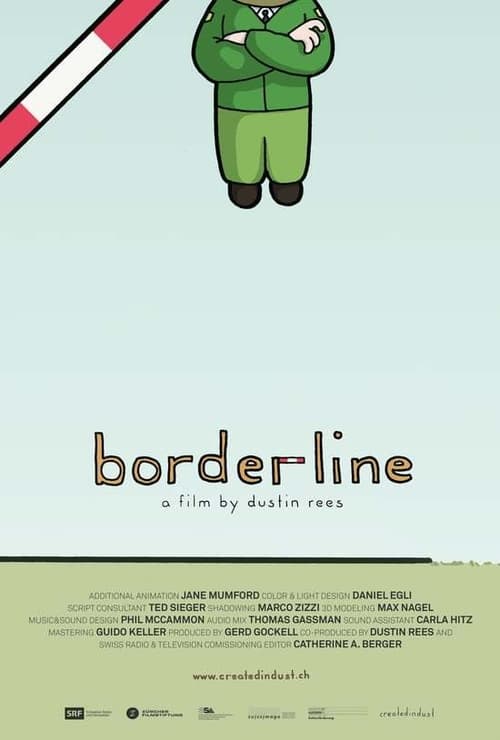 borderline
a film by dustin rees
ADDITIONAL ANIMATION JANE MUMFORD COLOR & LIGHT DESIGN DANIEL EGLI
SCRIPT CONSULTANT TED SIEGER SHADOWING MARCO ZIZZI 3D MODELING MAX NAGEL
MUSIC&SOUND DESIGN PHIL MCCAMMON AUDIO MIX THOMAS GASSMAN SOUND ASSISTANT CARLA HITZ
MASTERING GUIDO KELLER PRODUCED BY GERD GOCKELL CO-PRODUCED BY DUSTIN REES AND
SWISS RADIO & TELEVISION COMISSIONING EDITOR CATHERINE A. BERGER
www.createdindust.ch
SRF ZÜRCHER FILMSTIFTUNG createdindust